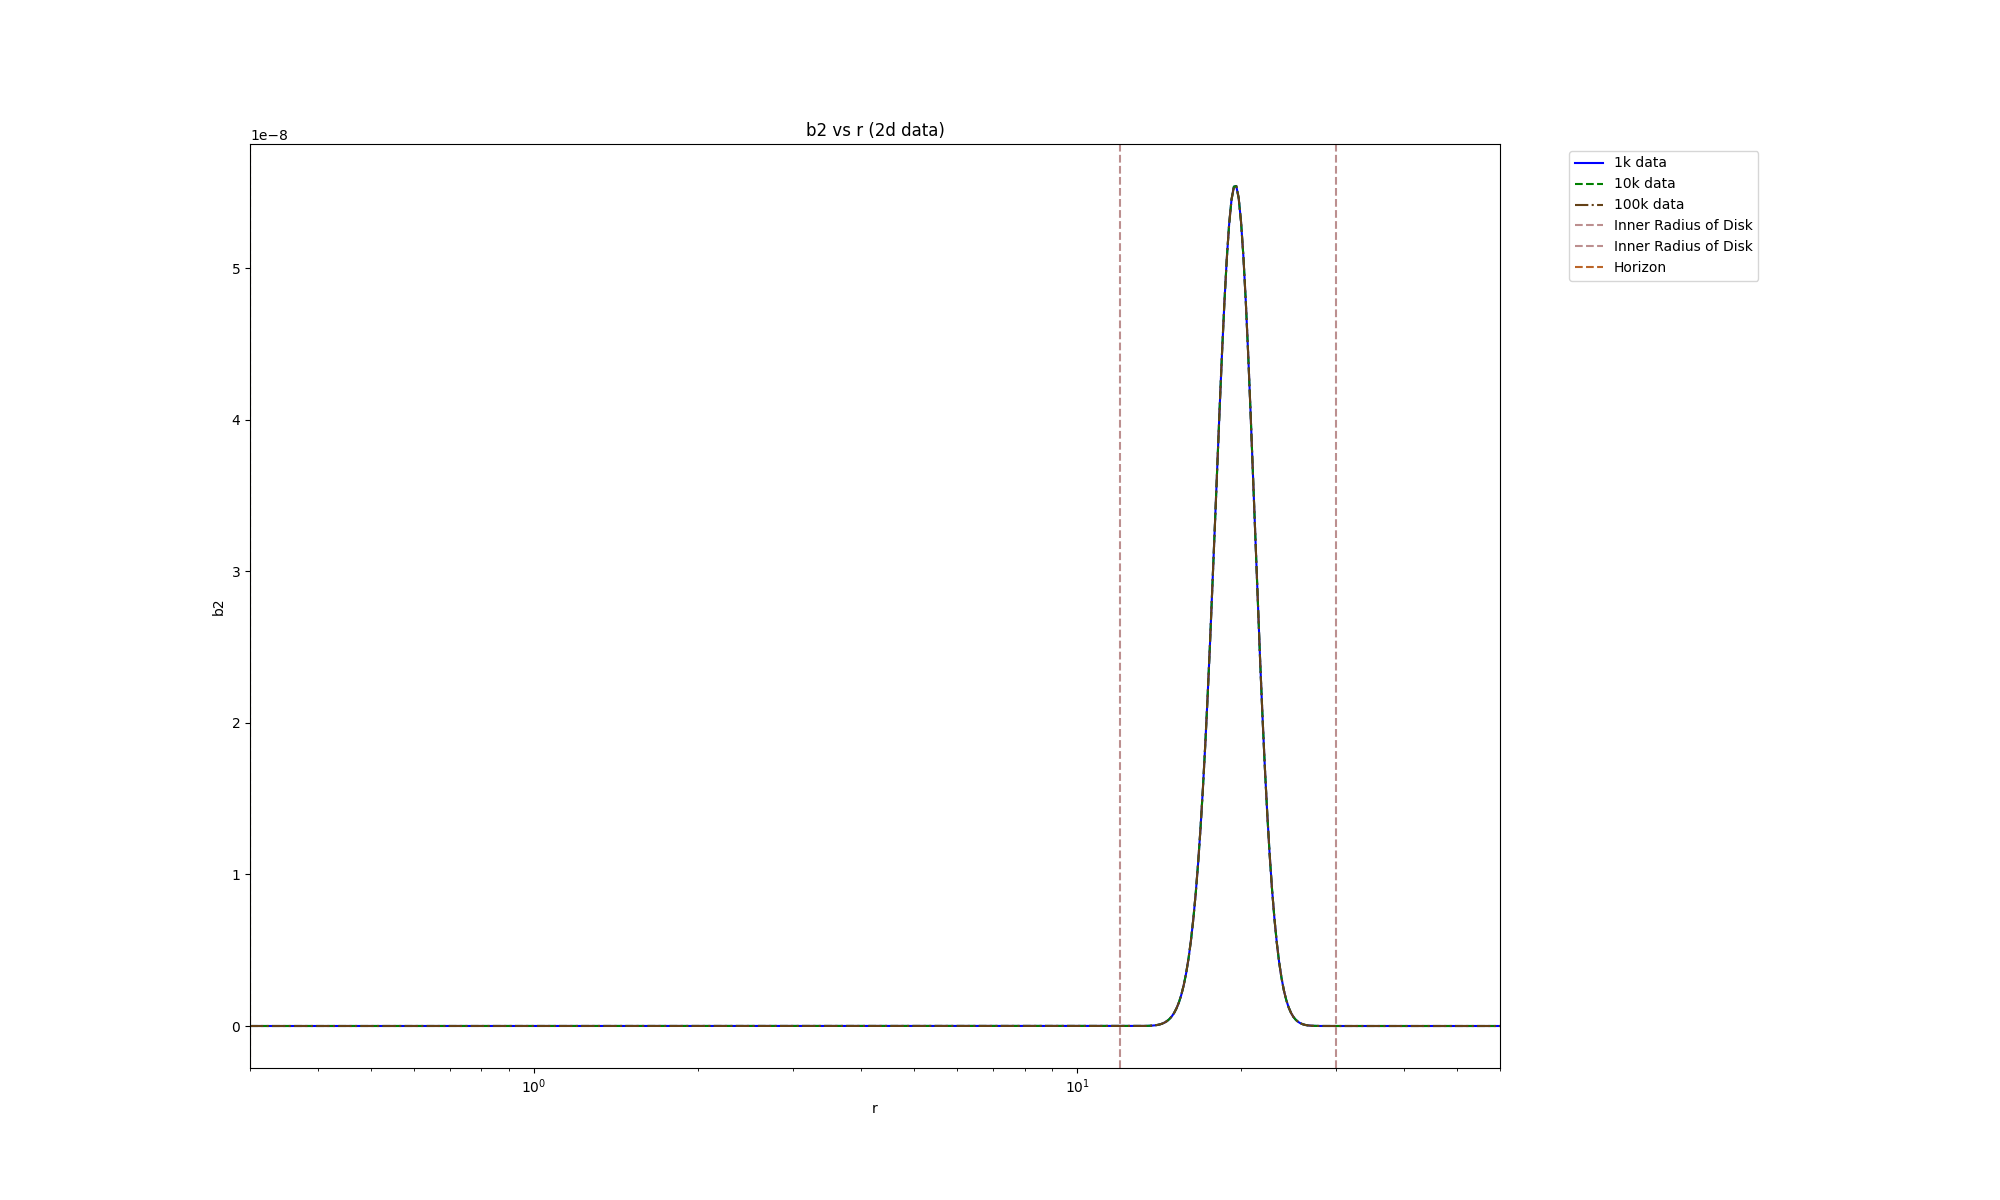 b2 vs r (2d data)
1e−8
5
4
3
2
1
0
b2
10⁰
10¹
r
1k data
10k data
100k data
Inner Radius of Disk
Inner Radius of Disk
Horizon